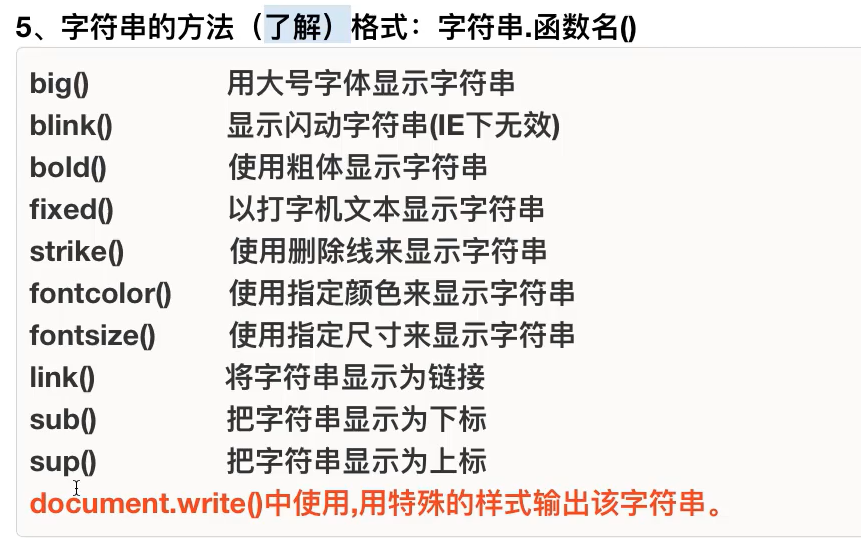 5、字符串的方法（了解）格式：字符串.函数名()
big() 用大号字体显示字符串
blink() 显示闪动字符串(IE下无效)
bold() 使用粗体显示字符串
fixed() 以打字机文本显示字符串
strike() 使用删除线来显示字符串
fontcolor() 使用指定颜色来显示字符串
fontsize() 使用指定尺寸来显示字符串
link() 将字符串显示为链接
sub() 把字符串显示为下标
sup() 把字符串显示为上标
document.write()中使用,用特殊的样式输出该字符串。